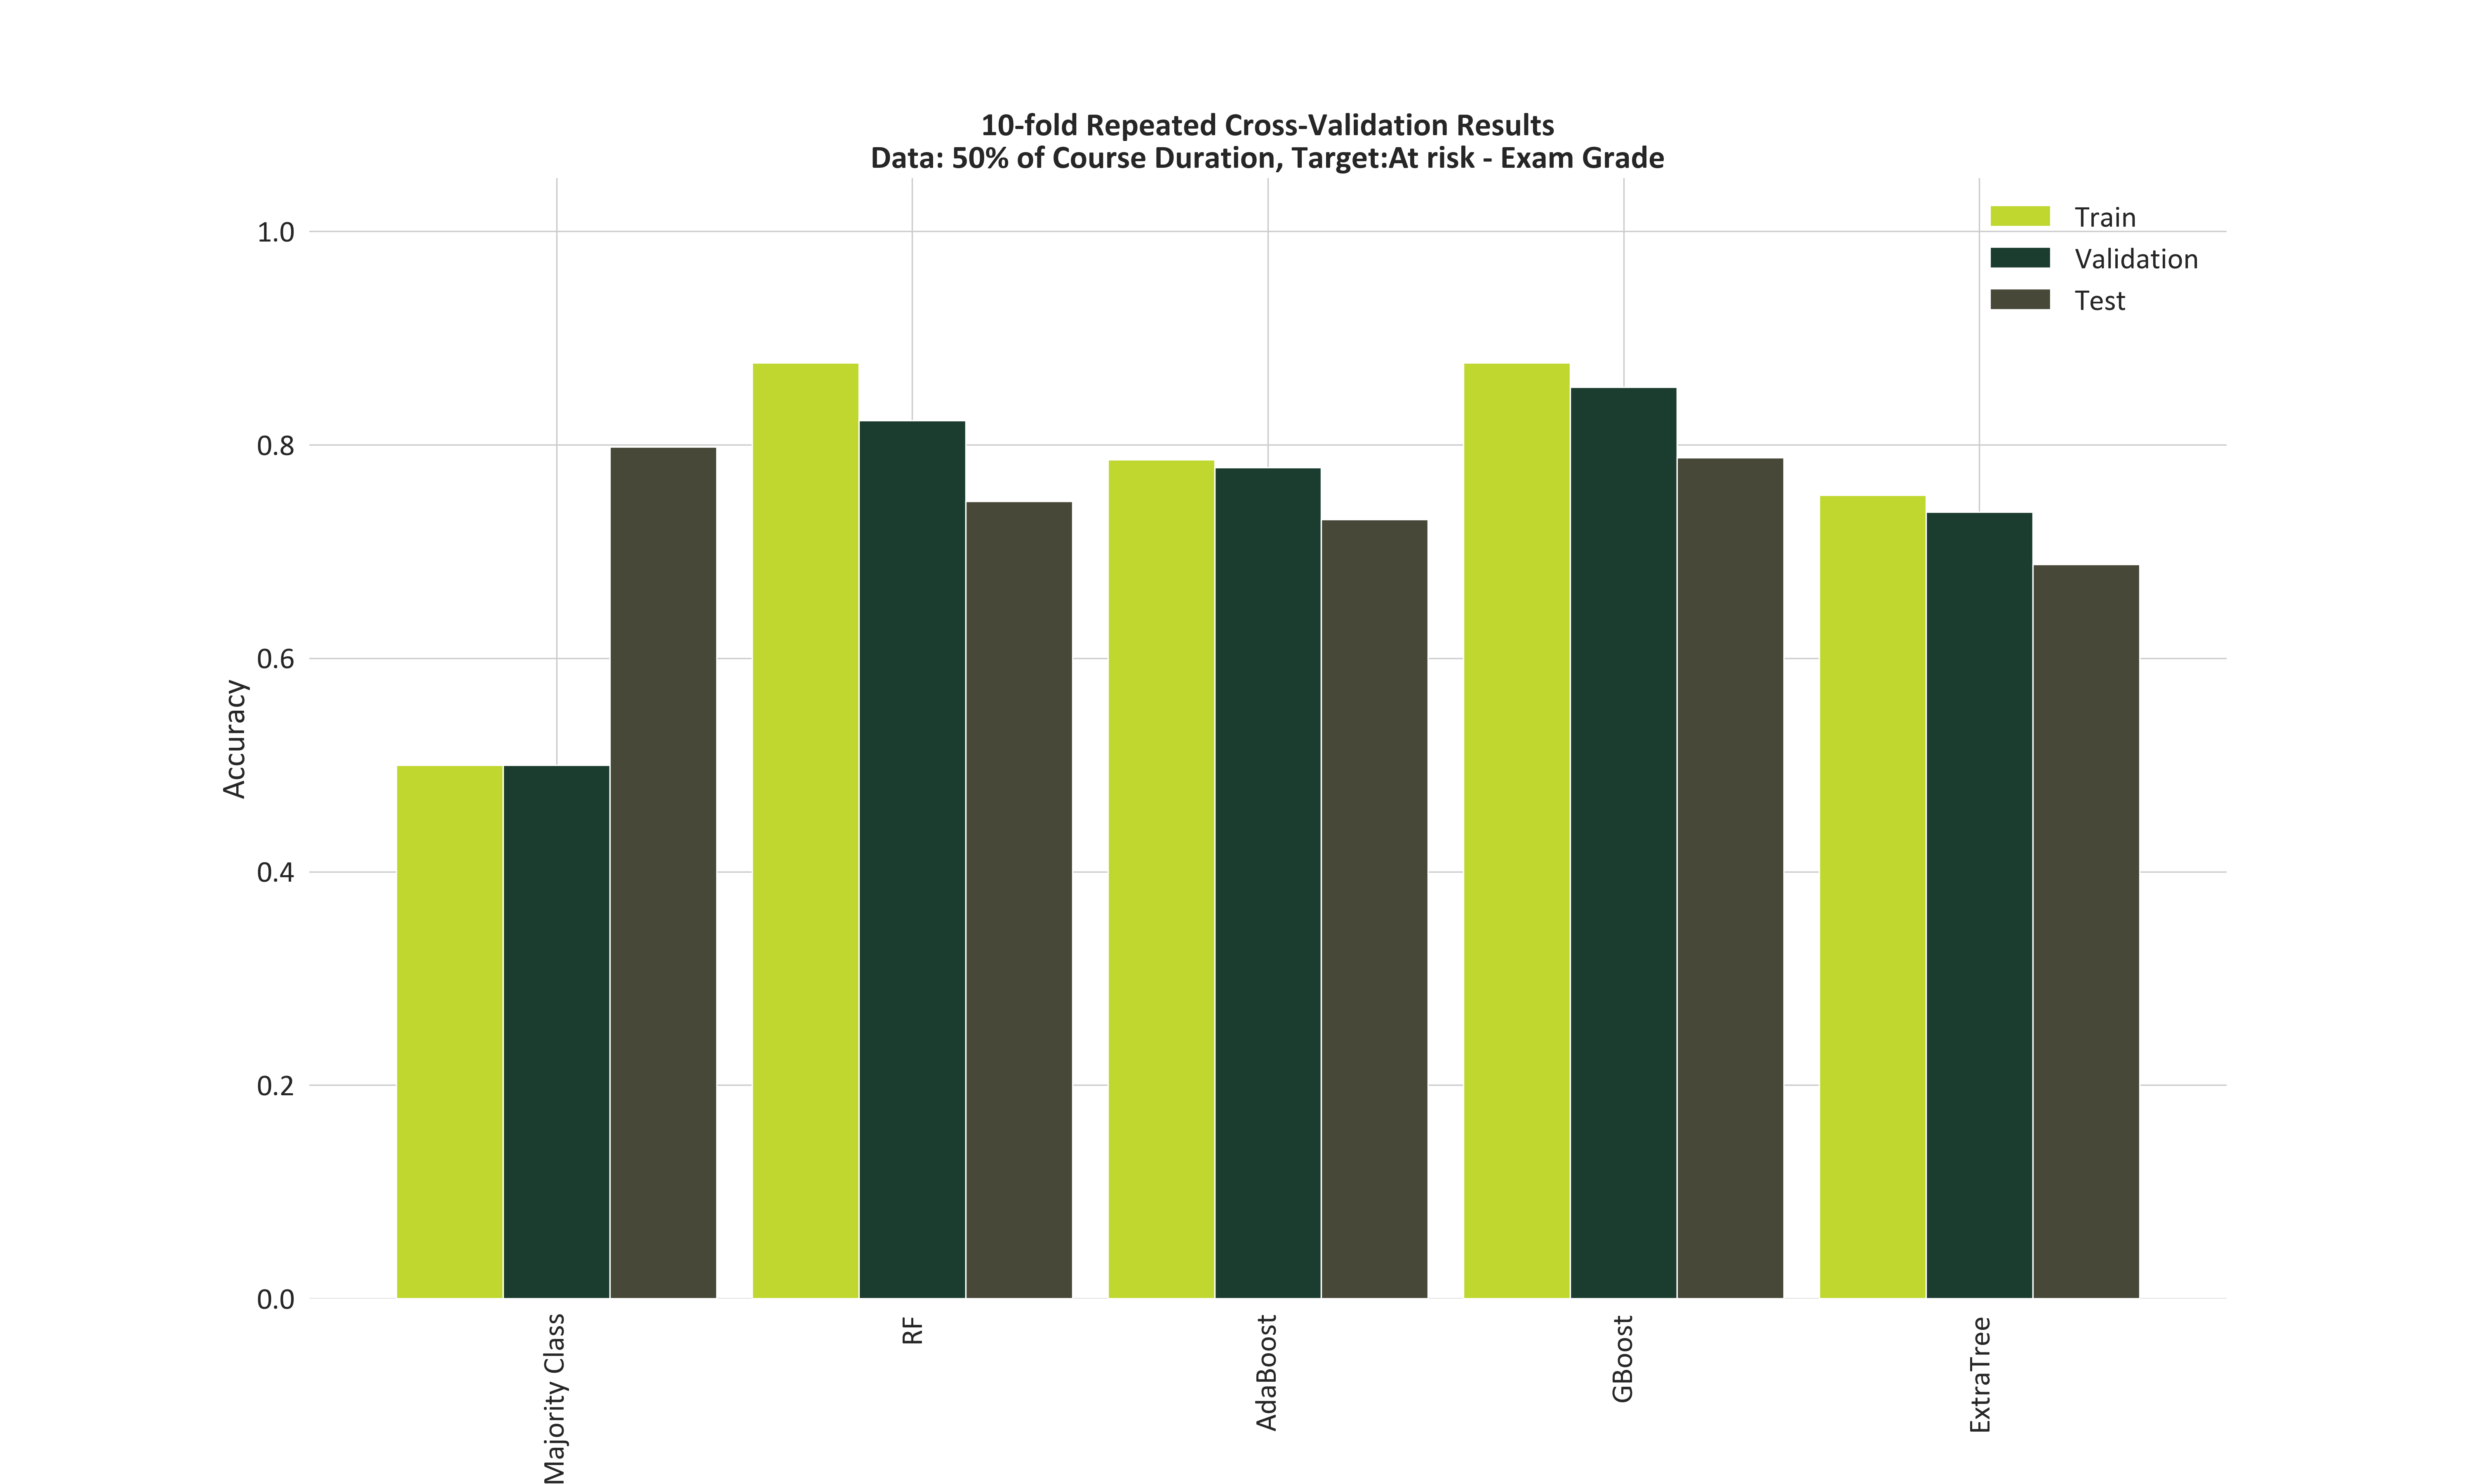 10-fold Repeated Cross-Validation Results
Data: 50% of Course Duration, Target:At risk - Exam Grade
Train
Validation
Test
1.0
0.8
0.6
0.4
0.2
0.0
Accuracy
Majority Class
RF
AdaBoost
GBoost
ExtraTree